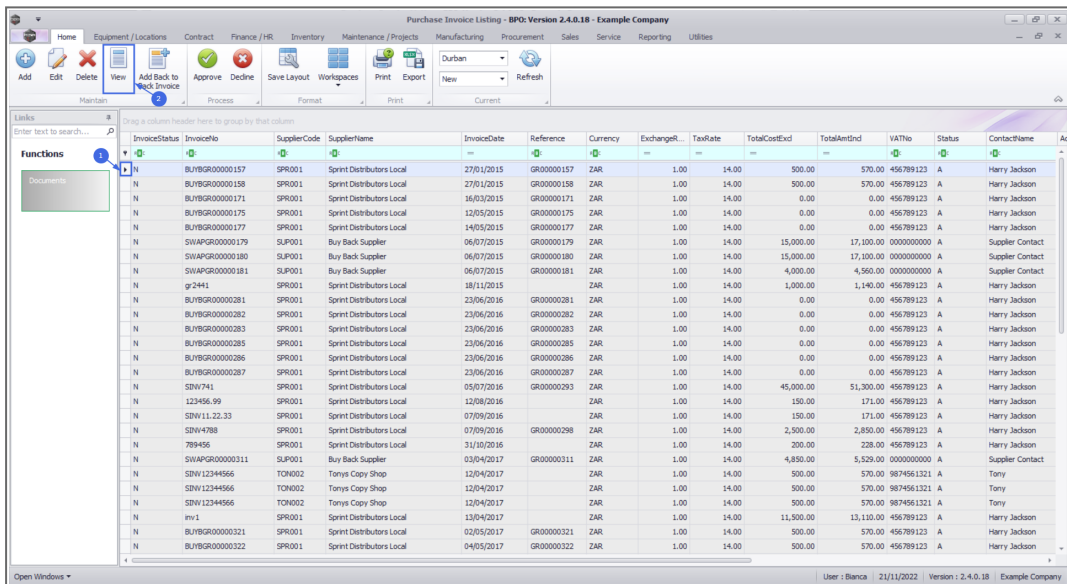 Purchase Invoice Listing - BPO: Version 2.4.0.18 - Example Company
Home Equipment / Locations Contract Finance / HR Inventory Maintenance / Projects Manufacturing Procurement Sales Service Reporting Utilities
Add Edit Delete View Add Back to Back Invoice Approve Decline Save Layout Workspaces Print Export Durban New Refresh
Maintain Process Format Print Current
2
Links
Enter text to search...
Functions
Documents
1
Drag a column header here to group by that column
InvoiceStatus InvoiceNo SupplierCode SupplierName InvoiceDate Reference Currency ExchangeR... TaxRate TotalCostExcl TotalAmtIncl VATNo Status ContactName
N BUYBGR00000157 SPR001 Sprint Distributors Local 27/01/2015 GR00000157 ZAR 1.00 14.00 500.00 570.00 456789123 A Harry Jackson
N BUYBGR00000158 SPR001 Sprint Distributors Local 27/01/2015 GR00000158 ZAR 1.00 14.00 500.00 570.00 456789123 A Harry Jackson
N BUYBGR00000171 SPR001 Sprint Distributors Local 16/03/2015 GR00000171 ZAR 1.00 14.00 0.00 0.00 456789123 A Harry Jackson
N BUYBGR00000175 SPR001 Sprint Distributors Local 12/05/2015 GR00000175 ZAR 1.00 14.00 0.00 0.00 456789123 A Harry Jackson
N BUYBGR00000177 SPR001 Sprint Distributors Local 14/05/2015 GR00000177 ZAR 1.00 14.00 0.00 0.00 456789123 A Harry Jackson
N SWAPGR00000179 SUP001 Buy Back Supplier 06/07/2015 GR00000179 ZAR 1.00 14.00 15,000.00 17,100.00 0000000000 A Supplier Contact
N SWAPGR00000180 SUP001 Buy Back Supplier 06/07/2015 GR00000180 ZAR 1.00 14.00 15,000.00 17,100.00 0000000000 A Supplier Contact
N SWAPGR00000181 SUP001 Buy Back Supplier 06/07/2015 GR00000181 ZAR 1.00 14.00 4,000.00 4,560.00 0000000000 A Supplier Contact
N gr2441 SPR001 Sprint Distributors Local 18/11/2015 ZAR 1.00 14.00 1,000.00 1,140.00 456789123 A Harry Jackson
N BUYBGR00000281 SPR001 Sprint Distributors Local 23/06/2016 GR00000281 ZAR 1.00 14.00 0.00 0.00 456789123 A Harry Jackson
N BUYBGR00000282 SPR001 Sprint Distributors Local 23/06/2016 GR00000282 ZAR 1.00 14.00 0.00 0.00 456789123 A Harry Jackson
N BUYBGR00000283 SPR001 Sprint Distributors Local 23/06/2016 GR00000283 ZAR 1.00 14.00 0.00 0.00 456789123 A Harry Jackson
N BUYBGR00000285 SPR001 Sprint Distributors Local 23/06/2016 GR00000285 ZAR 1.00 14.00 0.00 0.00 456789123 A Harry Jackson
N BUYBGR00000286 SPR001 Sprint Distributors Local 23/06/2016 GR00000286 ZAR 1.00 14.00 0.00 0.00 456789123 A Harry Jackson
N BUYBGR00000287 SPR001 Sprint Distributors Local 23/06/2016 GR00000287 ZAR 1.00 14.00 0.00 0.00 456789123 A Harry Jackson
N SINV741 SPR001 Sprint Distributors Local 05/07/2016 GR00000293 ZAR 1.00 14.00 45,000.00 51,300.00 456789123 A Harry Jackson
N 123456.99 SPR001 Sprint Distributors Local 12/08/2016 ZAR 1.00 14.00 150.00 171.00 456789123 A Harry Jackson
N SINV11.22.33 SPR001 Sprint Distributors Local 07/09/2016 ZAR 1.00 14.00 150.00 171.00 456789123 A Harry Jackson
N SINV4788 SPR001 Sprint Distributors Local 07/09/2016 GR00000298 ZAR 1.00 14.00 2,500.00 2,850.00 456789123 A Harry Jackson
N 789456 SPR001 Sprint Distributors Local 31/10/2016 ZAR 1.00 14.00 200.00 228.00 456789123 A Harry Jackson
N SWAPGR00000311 SUP001 Buy Back Supplier 03/04/2017 GR00000311 ZAR 1.00 14.00 4,850.00 5,529.00 0000000000 A Supplier Contact
N SINV12344566 TON002 Tonys Copy Shop 12/04/2017 ZAR 1.00 14.00 500.00 570.00 9874561321 A Tony
N SINV12344566 TON002 Tonys Copy Shop 12/04/2017 ZAR 1.00 14.00 500.00 570.00 9874561321 A Tony
N SINV12344566 TON002 Tonys Copy Shop 12/04/2017 ZAR 1.00 14.00 500.00 570.00 9874561321 A Tony
N inv1 SPR001 Sprint Distributors Local 13/04/2017 ZAR 1.00 14.00 11,500.00 13,110.00 456789123 A Harry Jackson
N BUYBGR00000321 SPR001 Sprint Distributors Local 02/05/2017 GR00000321 ZAR 1.00 14.00 500.00 570.00 456789123 A Harry Jackson
N BUYBGR00000322 SPR001 Sprint Distributors Local 04/05/2017 GR00000322 ZAR 1.00 14.00 500.00 570.00 456789123 A Harry Jackson
Open Windows User : Bianca 21/11/2022 Version : 2.4.0.18 Example Company